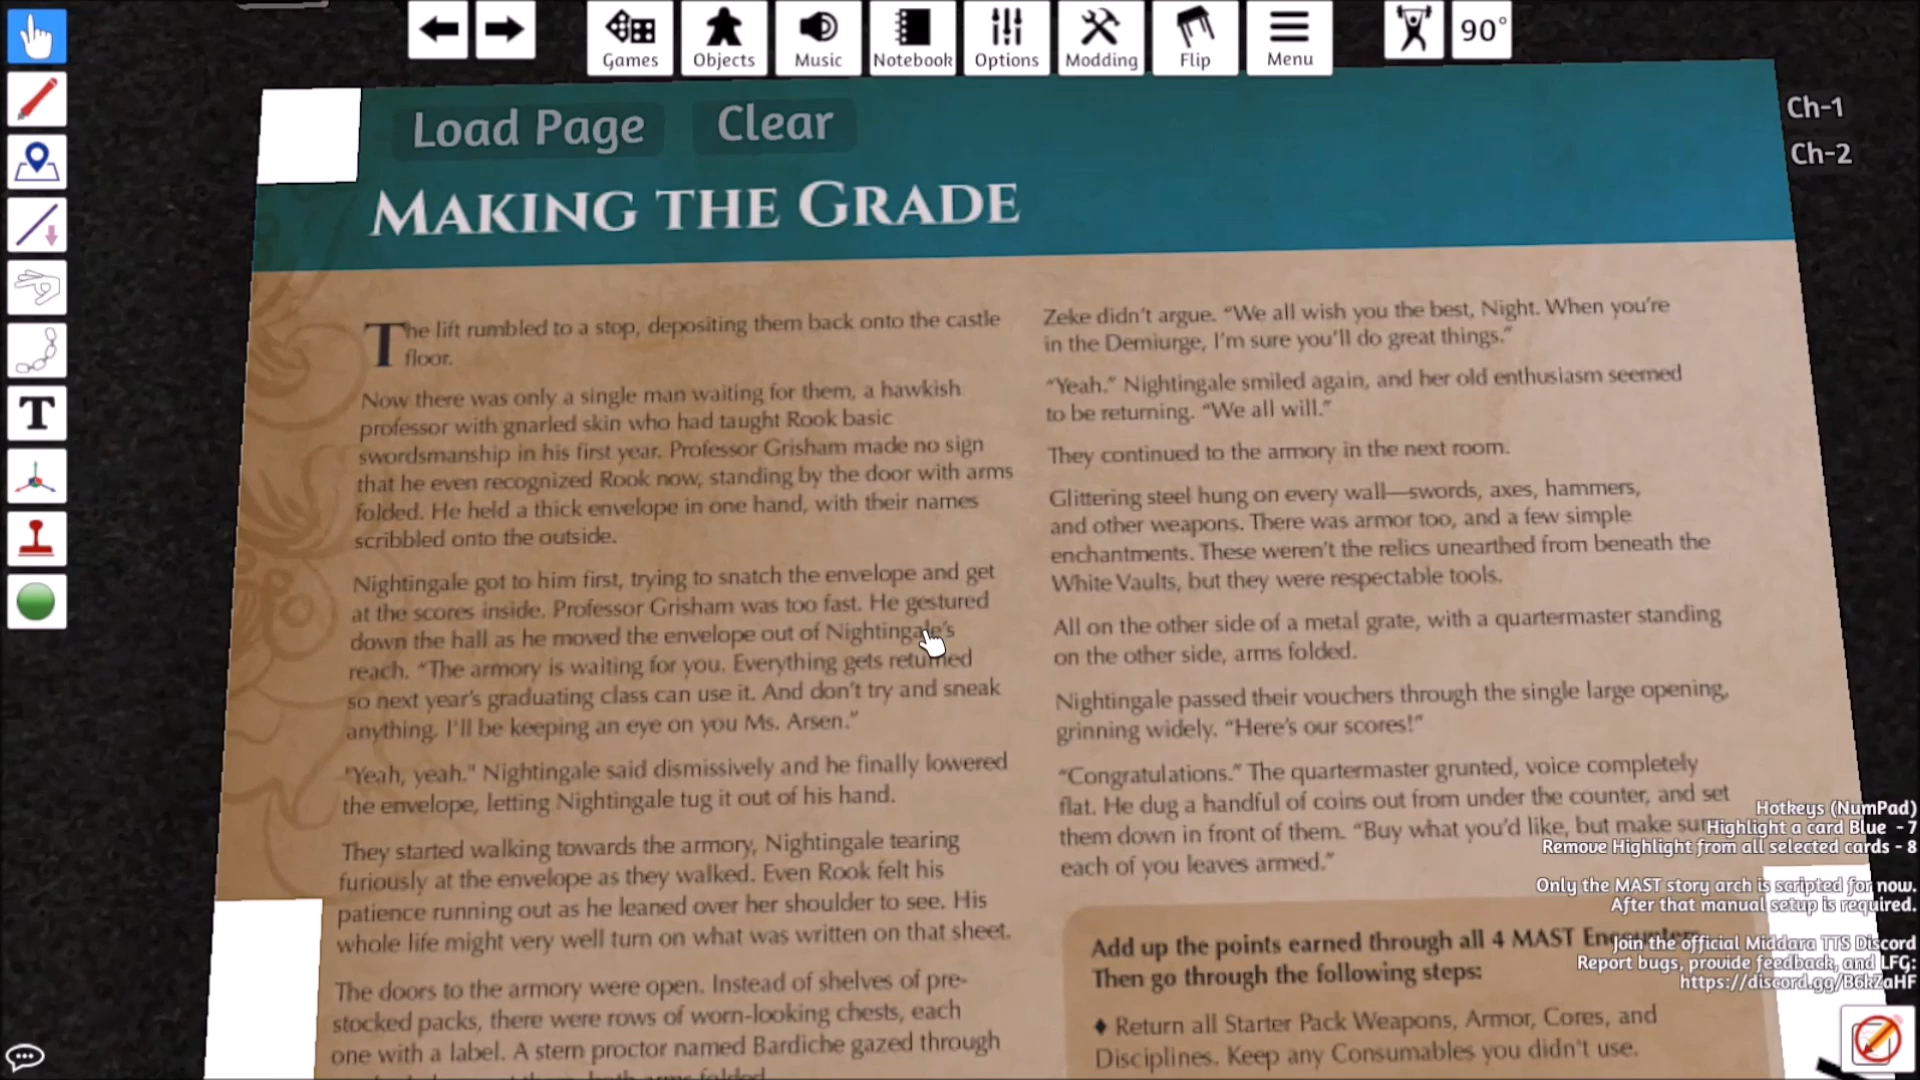 Games
Objects
Music
Notebook
Options
Modding
Flip
Menu
90°
Load Page
Clear
Ch-1
Ch-2
MAKING THE GRADE
The lift rumbled to a stop, depositing them back onto the castle
floor.
Now there was only a single man waiting for them, a hawkish
professor with gnarled skin who had taught Rook basic
swordsmanship in his first year. Professor Grisham made no sign
that he even recognized Rook now, standing by the door with arms
folded. He held a thick envelope in one hand, with their names
scribbled onto the outside.
Nightingale got to him first, trying to snatch the envelope and get
at the scores inside. Professor Grisham was too fast. He gestured
down the hall as he moved the envelope out of Nightingale's
reach. “The armory is waiting for you. Everything gets returned
so next year's graduating class can use it. And don't try and sneak
anything. I'll be keeping an eye on you Ms. Arsen.”
"Yeah, yeah." Nightingale said dismissively and he finally lowered
the envelope, letting Nightingale tug it out of his hand.
They started walking towards the armory, Nightingale tearing
furiously at the envelope as they walked. Even Rook felt his
patience running out as he leaned over her shoulder to see. His
whole life might very well turn on what was written on that sheet.
The doors to the armory were open. Instead of shelves of pre-
stocked packs, there were rows of worn-looking chests, each
one with a label. A stern proctor named Bardiche gazed through
both arms folded.
Zeke didn't argue. “We all wish you the best, Night. When you're
in the Demiurge, I'm sure you'll do great things.”
“Yeah.” Nightingale smiled again, and her old enthusiasm seemed
to be returning. “We all will.”
They continued to the armory in the next room.
Glittering steel hung on every wall—swords, axes, hammers,
and other weapons. There was armor too, and a few simple
enchantments. These weren't the relics unearthed from beneath the
White Vaults, but they were respectable tools.
All on the other side of a metal grate, with a quartermaster standing
on the other side, arms folded.
Nightingale passed their vouchers through the single large opening,
grinning widely. “Here's our scores!”
“Congratulations.” The quartermaster grunted, voice completely
flat. He dug a handful of coins out from under the counter, and set
them down in front of them. “Buy what you'd like, but make sure
each of you leaves armed.”
Add up the points earned through all 4 MAST
Then go through the following steps:
♦ Return all Starter Pack Weapons, Armor, Cores, and
Disciplines. Keep any Consumables you didn't use.
Hotkeys (NumPad)
Highlight a card Blue - 7
Remove Highlight from all selected cards - 8
Only the MAST story arch is scripted for now.
After that manual setup is required.
Join the official Middara TTS Discord
Report bugs, provide feedback, and LFG:
https://discord.gg/B6kZaHF